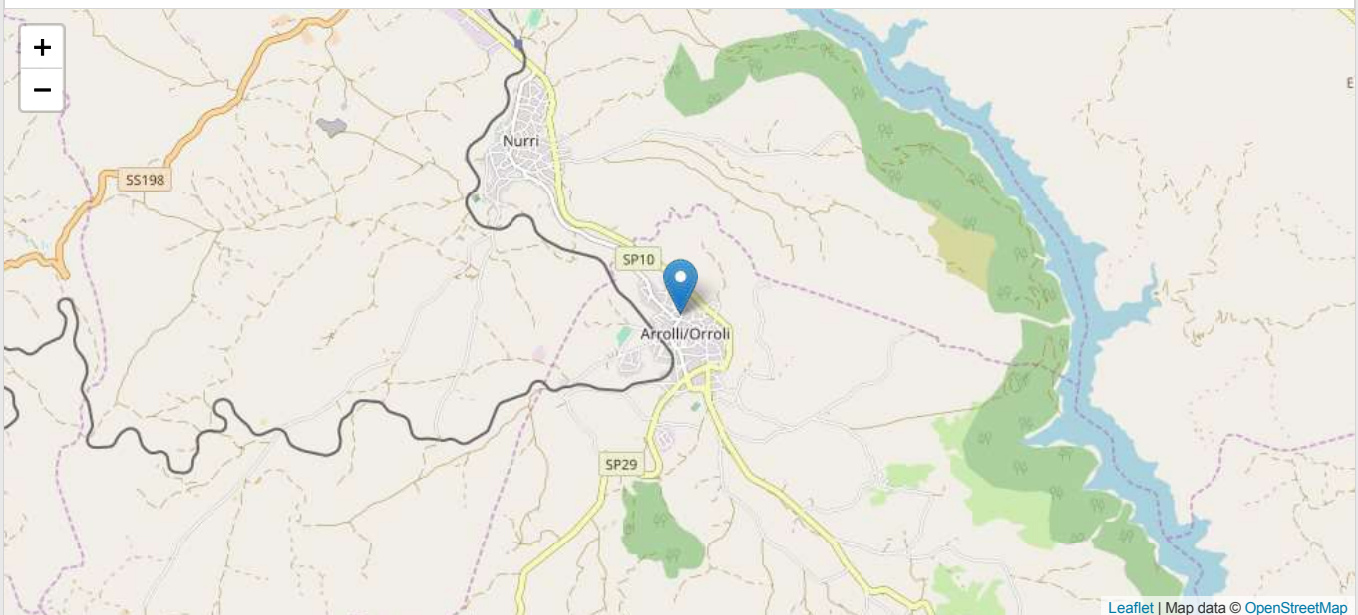 +
−
E
Nurri
SS198
SP10
Arrolli/Orroli
SP29
Leaflet | Map data © OpenStreetMap